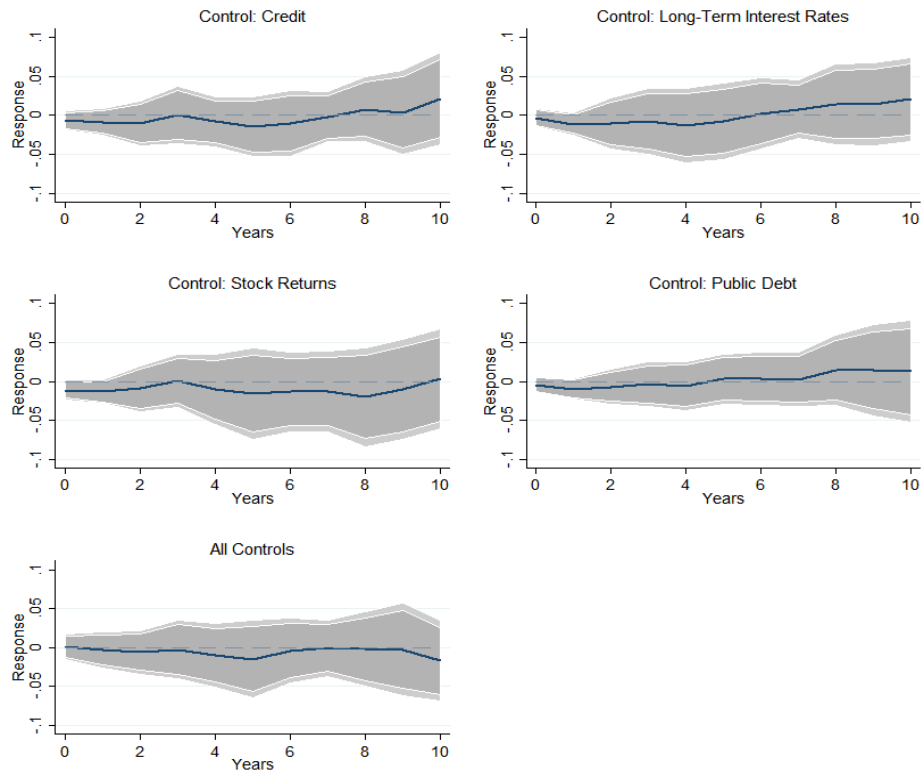 Control: Credit
Response
.1
.05
0
-.05
-.1
0 2 4 6 8 10
Years
Control: Long-Term Interest Rates
Response
.1
.05
0
-.05
-.1
0 2 4 6 8 10
Years
Control: Stock Returns
Response
.1
.05
0
-.05
-.1
0 2 4 6 8 10
Years
Control: Public Debt
Response
.1
.05
0
-.05
-.1
0 2 4 6 8 10
Years
All Controls
Response
.1
.05
0
-.05
-.1
0 2 4 6 8 10
Years